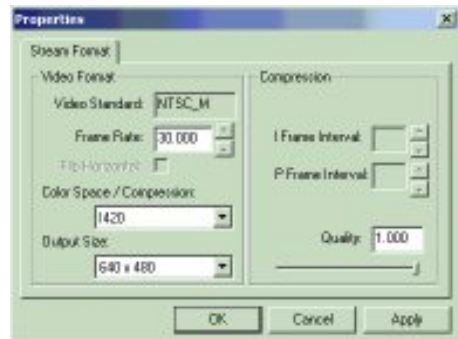 Properties
Stream Format
Video Format
Video Standard: NTSC_M
Frame Rate: 30.000
Flip Horizontal:
Color Space / Compression:
I420
Output Size:
640 x 480
Compression
I Frame Interval:
P Frame Interval:
Quality: 1.000
OK
Cancel
Apply